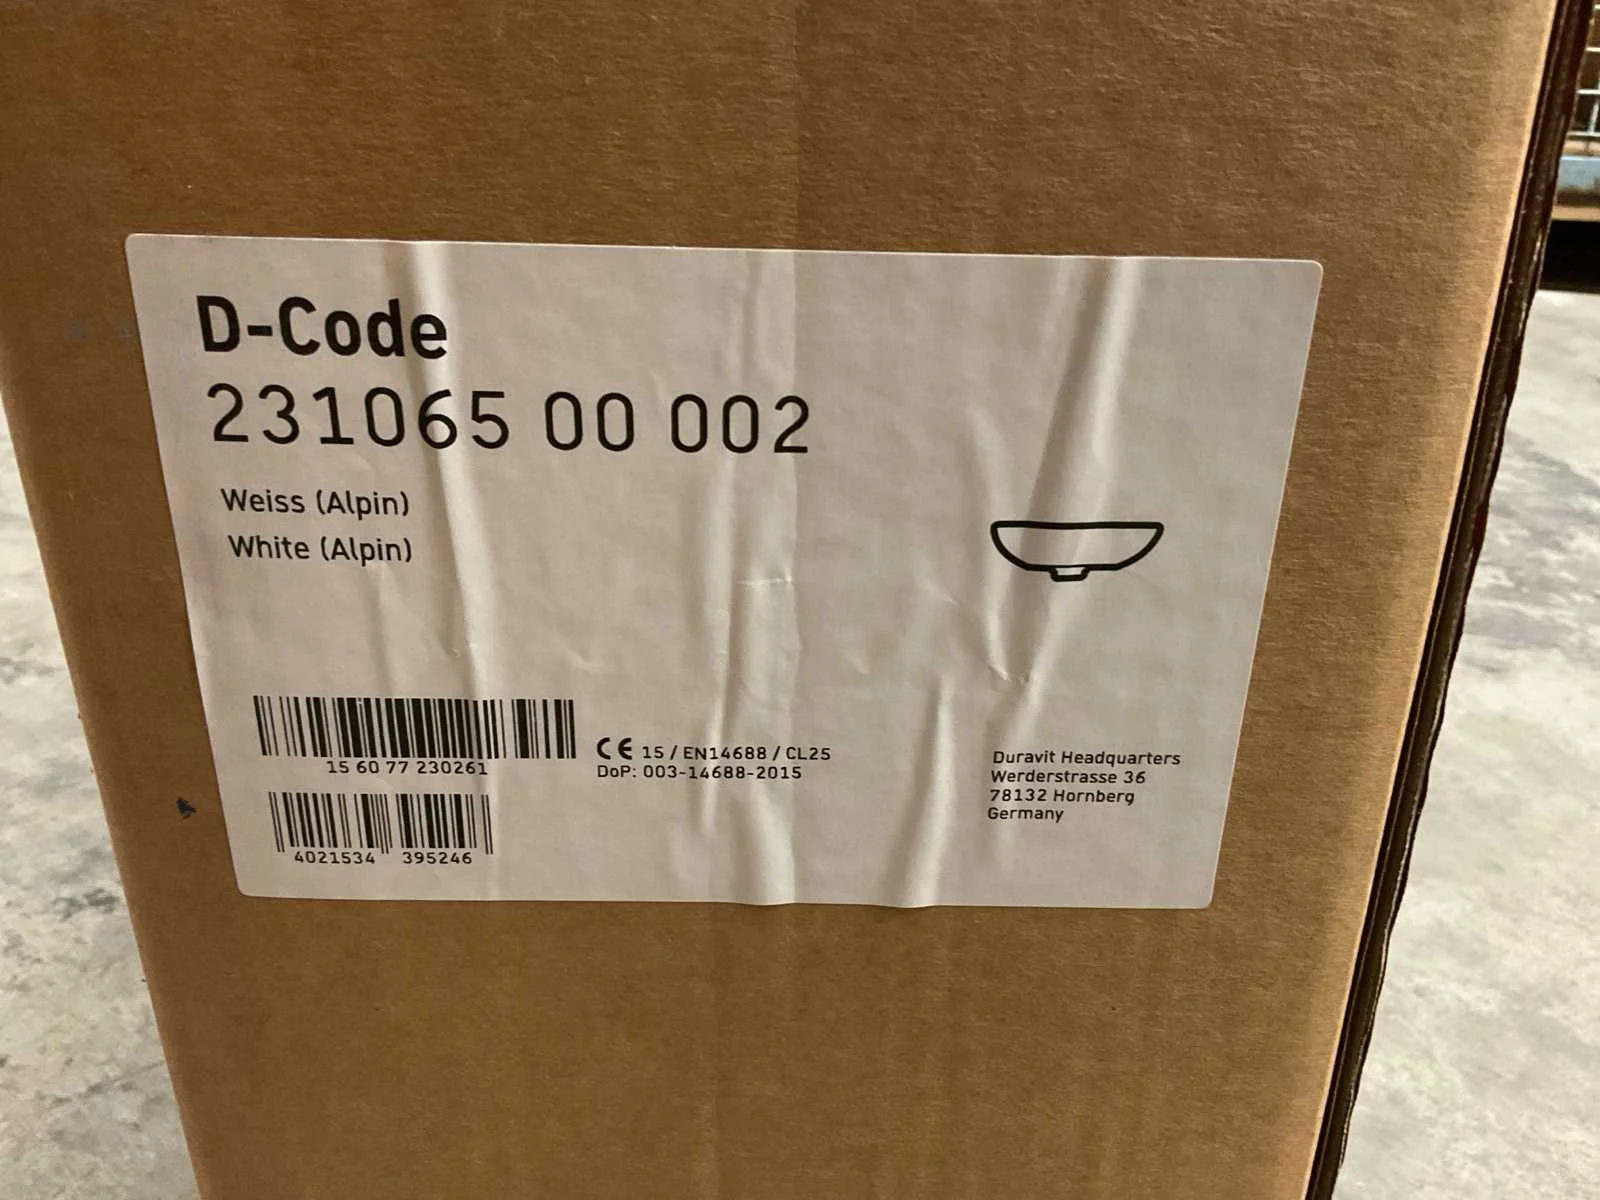 D-Code
231065 00 002
Weiss (Alpin)
White (Alpin)
15 60 77 230261
CE 15 / EN14688 / CL25
DoP: 003-14688-2015
4021534 395246
Duravit Headquarters
Werderstrasse 36
78132 Hornberg
Germany